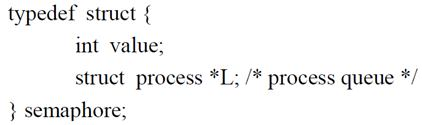 typedef struct {
int value;
struct process *L; /* process queue */
} semaphore;